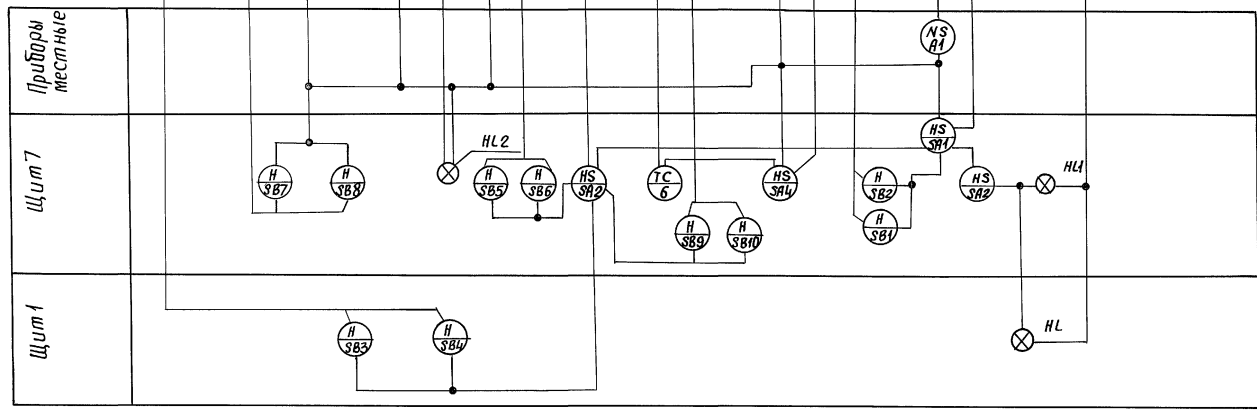 Приборы
местные
NS
A1
Щит 7
H
SB7
H
SB8
HL2
H
SB5
H
SB6
HS
SA2
TC
6
H
SB9
H
SB10
HS
SA4
H
SB2
H
SB1
HS
SA1
HS
SA2
HL1
Щит 1
H
SB3
H
SB4
HL